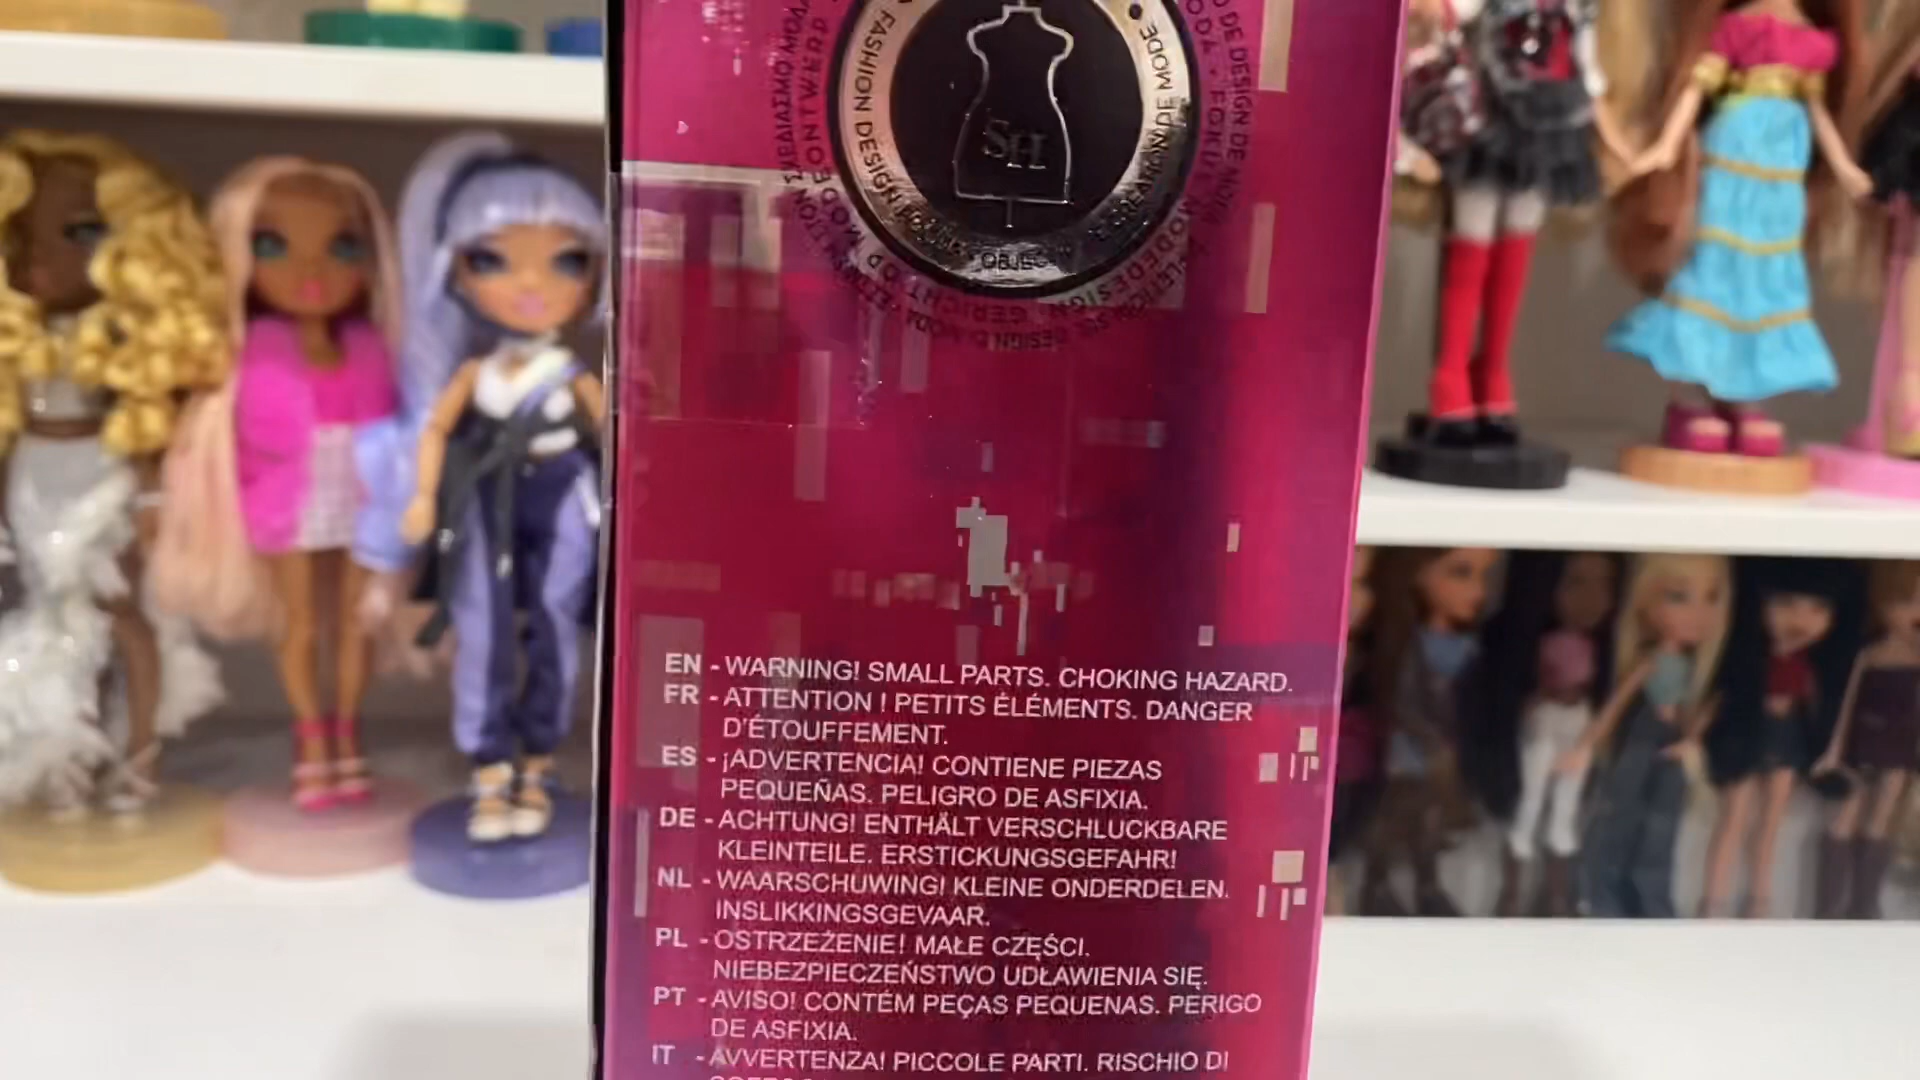 FASHION DESIGN
DE MODE
SH
EN - WARNING! SMALL PARTS. CHOKING HAZARD.
FR - ATTENTION ! PETITS ÉLÉMENTS. DANGER
D'ÉTOUFFEMENT.
ES - ¡ADVERTENCIA! CONTIENE PIEZAS
PEQUEÑAS. PELIGRO DE ASFIXIA.
DE - ACHTUNG! ENTHÄLT VERSCHLUCKBARE
KLEINTEILE. ERSTICKUNGSGEFAHR!
NL - WAARSCHUWING! KLEINE ONDERDELEN.
INSLIKKINGSGEVAAR.
PL - OSTRZEŻENIE! MAŁE CZĘŚCI.
NIEBEZPIECZEŃSTWO UDŁAWIENIA SIĘ.
PT - AVISO! CONTÉM PEÇAS PEQUENAS. PERIGO
DE ASFIXIA.
IT - AVVERTENZA! PICCOLE PARTI. RISCHIO DI